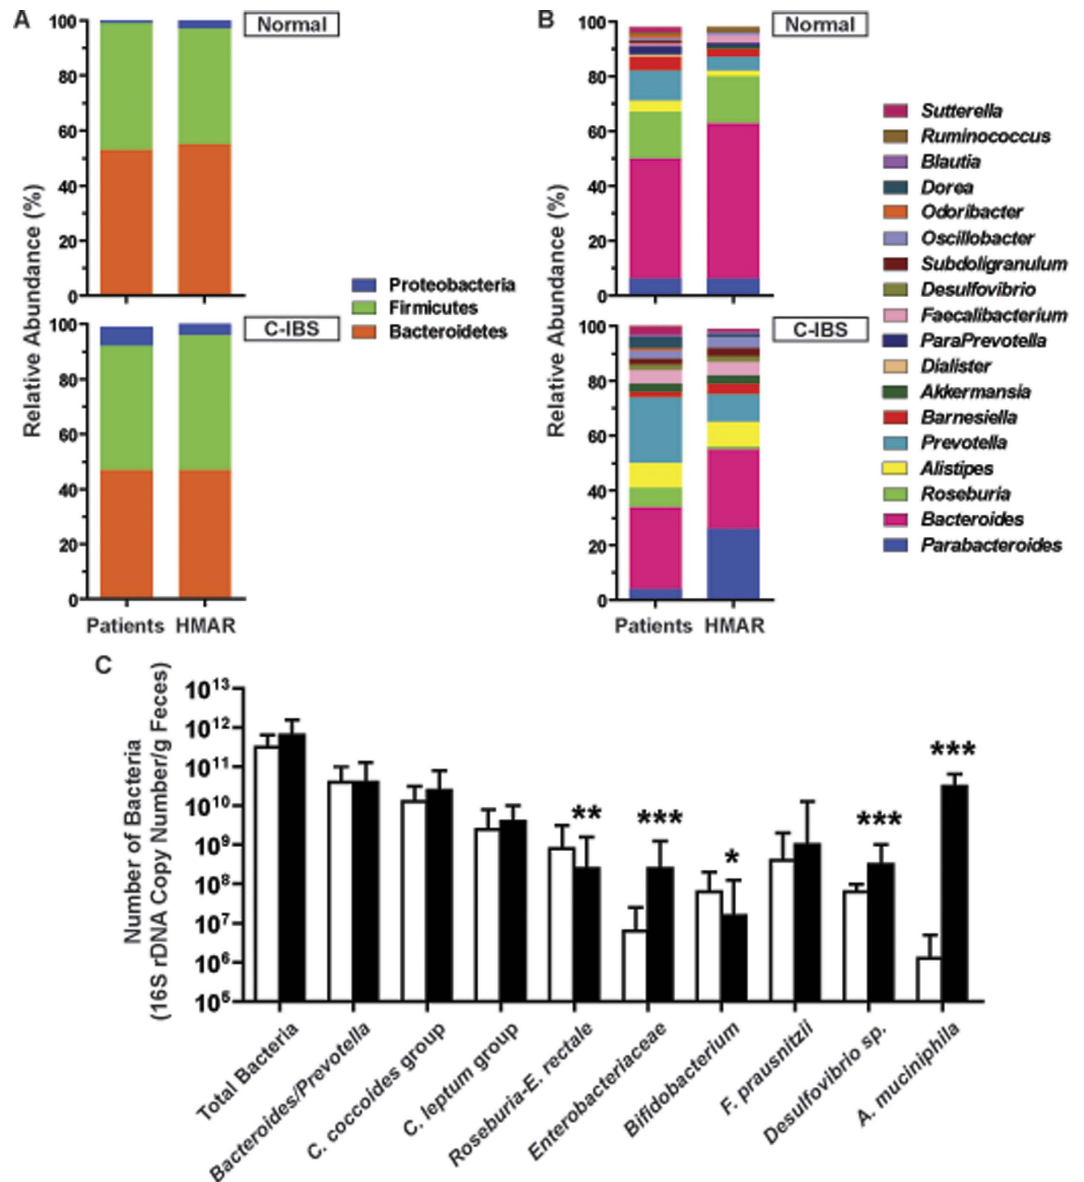 A
Normal
100
80
60
40
20
0
C-IBS
100
80
60
40
20
0
Relative Abundance (%)
Patients HMAR
Proteobacteria
Firmicutes
Bacteroidetes
B
Normal
100
80
60
40
20
0
C-IBS
100
80
60
40
20
0
Relative Abundance (%)
Patients HMAR
Sutterella
Ruminococcus
Blautia
Dorea
Odoribacter
Oscillobacter
Subdoligranulum
Desulfovibrio
Faecalibacterium
ParaPrevotella
Dialister
Akkermansia
Barnesiella
Prevotella
Alistipes
Roseburia
Bacteroides
Parabacteroides
C
Number of Bacteria
(16S rDNA Copy Number/g Feces)
10¹³
10¹²
10¹¹
10¹⁰
10⁹
10⁸
10⁷
10⁶
10⁵
**
***
*
***
***
Total Bacteria
Bacteroides/Prevotella
C. coccoides group
C. leptum group
Roseburia-E. rectale
Enterobacteriaceae
Bifidobacterium
F. prausnitzii
Desulfovibrio sp.
A. muciniphila